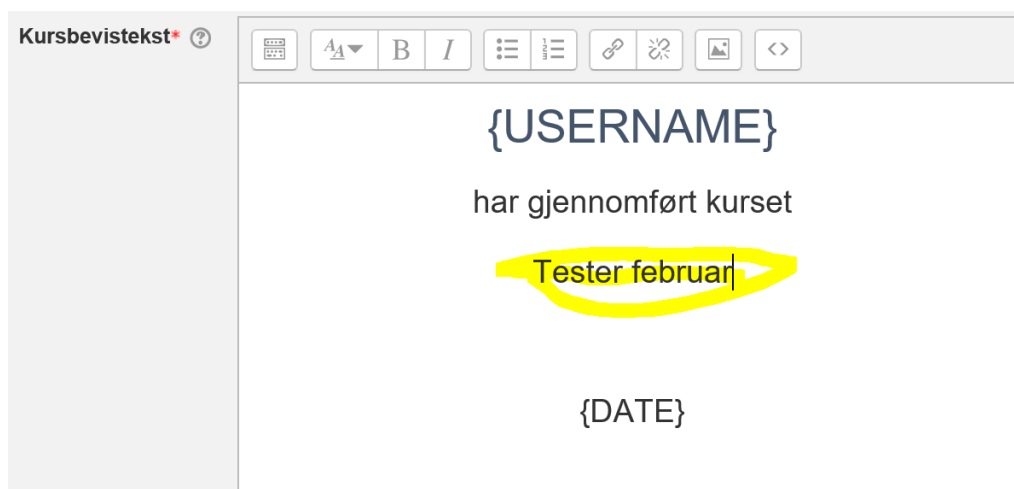 Kursbevistekst*
{USERNAME}
har gjennomført kurset
Tester februar
{DATE}